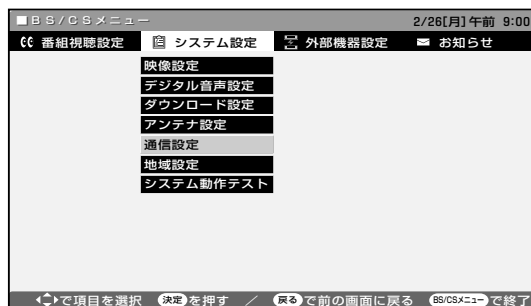 ■BS/CSメニュー 2/26[月]午前 9:00
番組視聴設定 システム設定 外部機器設定 お知らせ
映像設定
デジタル音声設定
ダウンロード設定
アンテナ設定
通信設定
地域設定
システム動作テスト
で項目を選択 決定を押す ／ 戻るで前の画面に戻る BS/CSメニューで終了